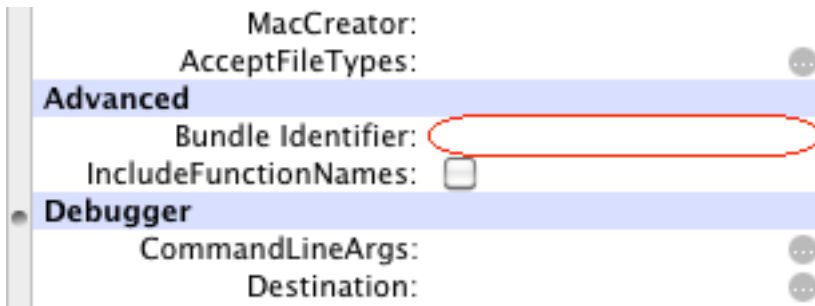 MacCreator:
AcceptFileTypes:
Advanced
Bundle Identifier:
IncludeFunctionNames:
Debugger
CommandLineArgs:
Destination: